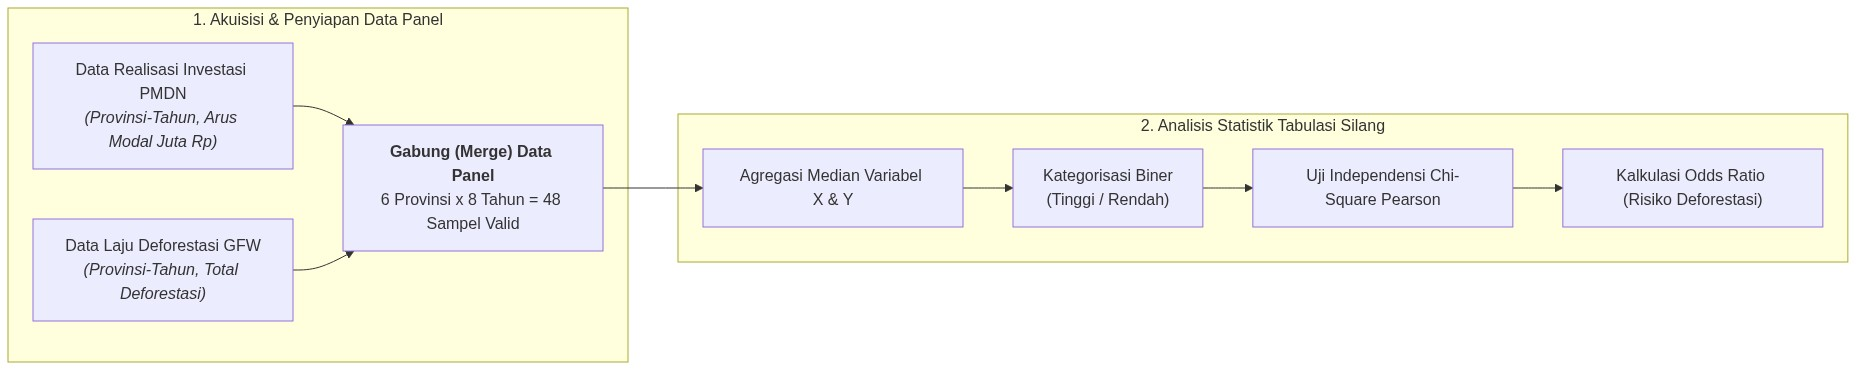 1. Akuisisi & Penyiapan Data Panel
Data Realisasi Investasi
PMDN
(Provinsi-Tahun, Arus
Modal Juta Rp)
Data Laju Deforestasi GFW
(Provinsi-Tahun, Total
Deforestasi)
Gabung (Merge) Data
Panel
6 Provinsi x 8 Tahun = 48
Sampel Valid
2. Analisis Statistik Tabulasi Silang
Agregasi Median Variabel
X & Y
Kategorisasi Biner
(Tinggi / Rendah)
Uji Independensi Chi-
Square Pearson
Kalkulasi Odds Ratio
(Risiko Deforestasi)